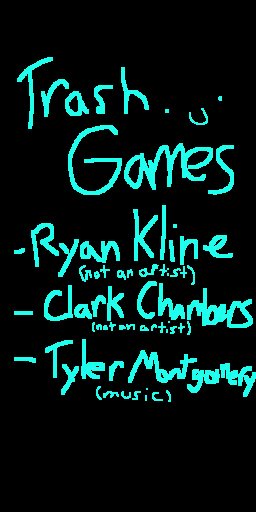 Trash
Games
-Ryan Kline
(not an artist)
- Clark Chambers
(not an artist)
- Tyler Montgomery
(music)